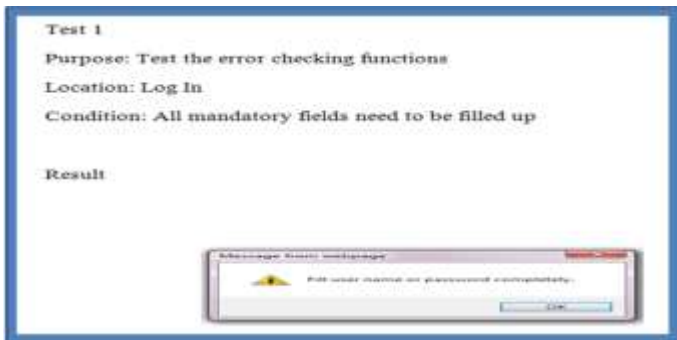 Test 1
Purpose: Test the error checking functions
Location: Log In
Condition: All mandatory fields need to be filled up
Result
Message from webpage
Fill user name or password completely.
OK